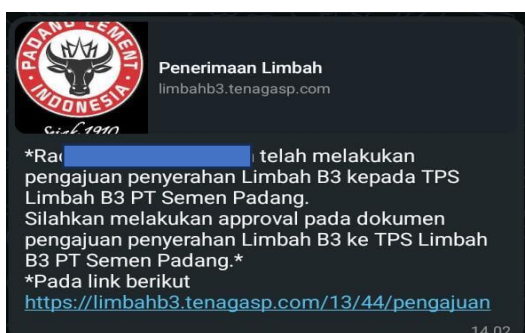 PADANG CEMENT
INDONESIA
Sejak 1910
Penerimaan Limbah
limbahb3.tenagasp.com
telah melakukan
pengajuan penyerahan Limbah B3 kepada TPS
Limbah B3 PT Semen Padang.
Silahkan melakukan approval pada dokumen
pengajuan penyerahan Limbah B3 ke TPS Limbah
B3 PT Semen Padang.*
*Pada link berikut
https://limbahb3.tenagasp.com/13/44/pengajuan
14.02